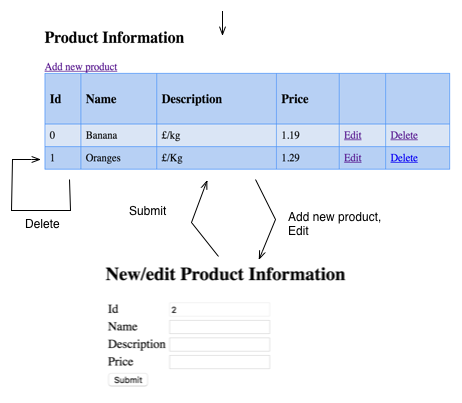 Product Information
Add new product
Id Name Description Price
0 Banana £/kg 1.19 Edit Delete
1 Oranges £/Kg 1.29 Edit Delete
Delete
Submit
Add new product,
Edit
New/edit Product Information
Id 2
Name
Description
Price
Submit